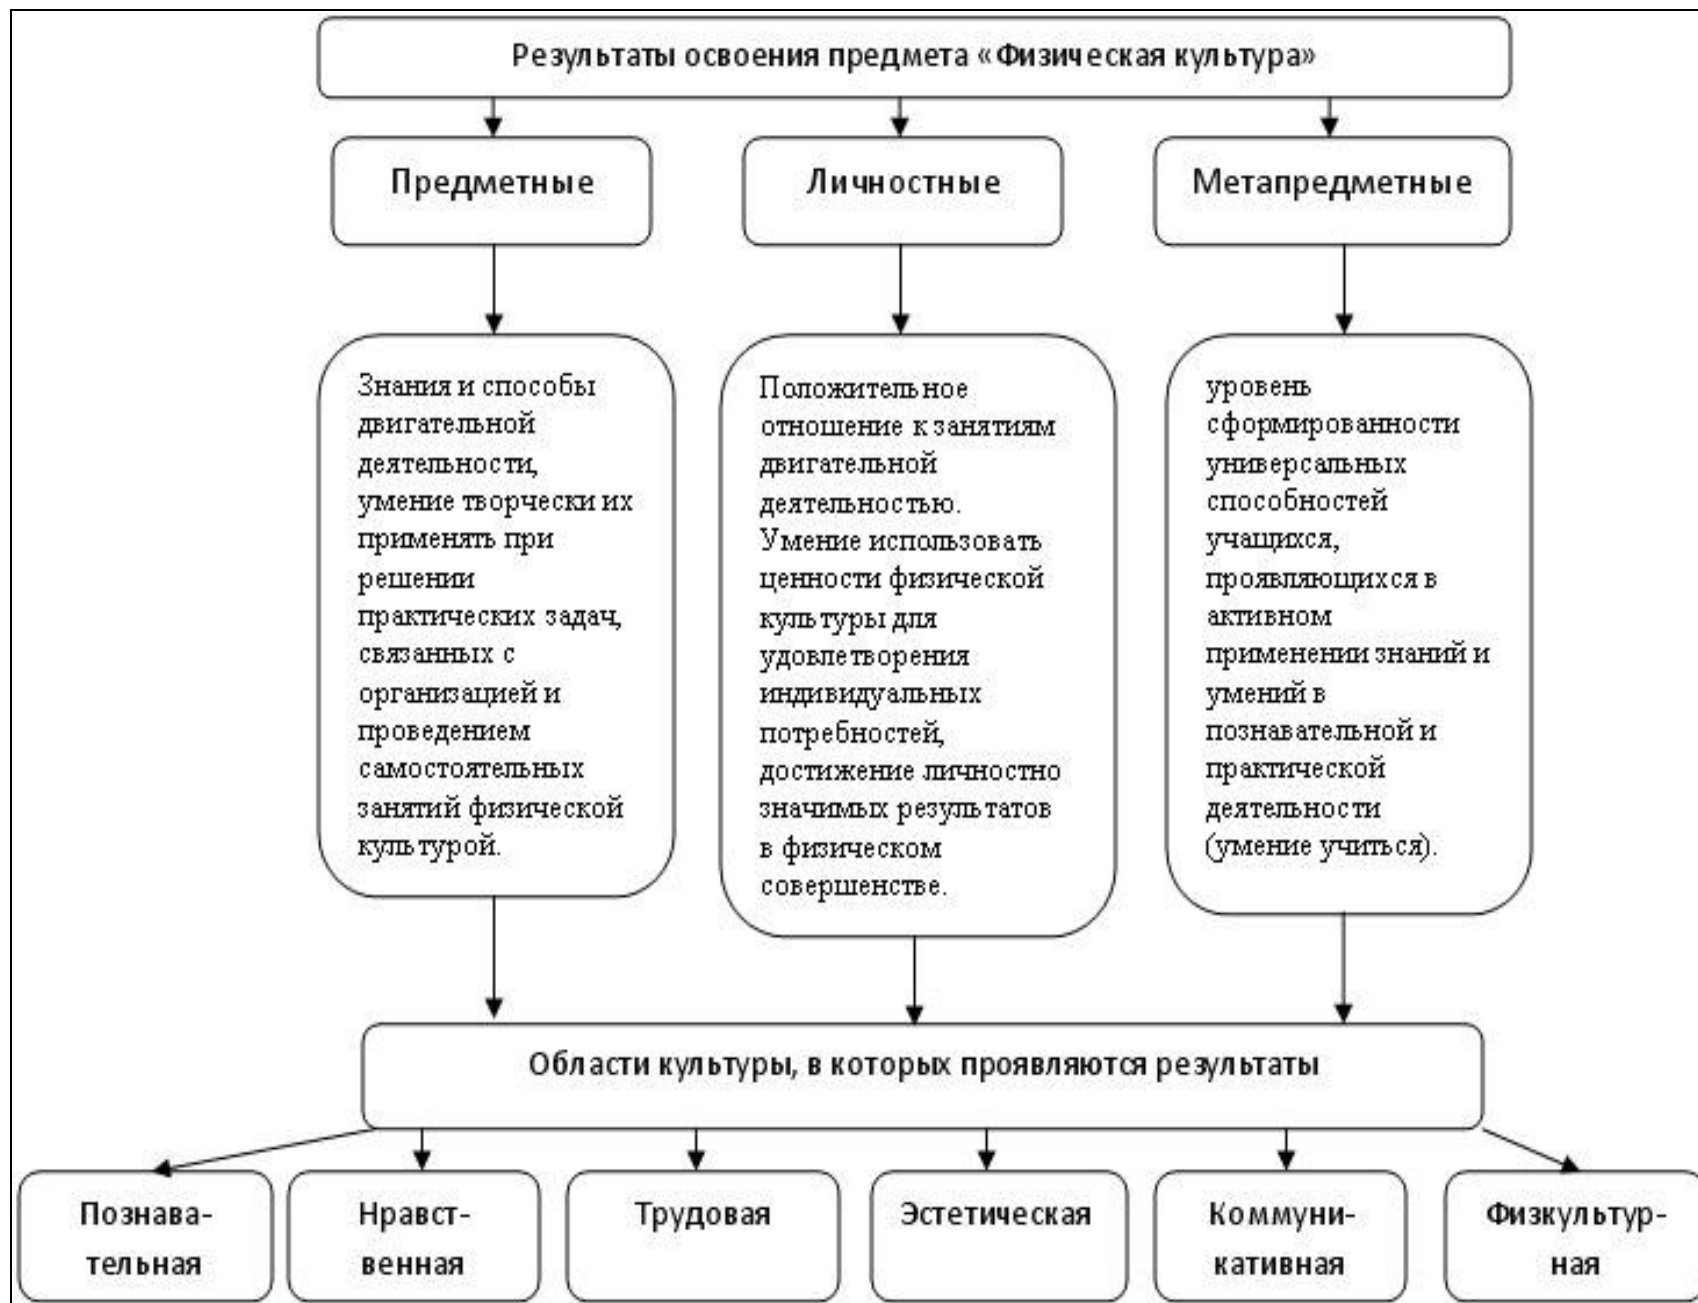 Результаты освоения предмета «Физическая культура»
Предметные
Личностные
Метапредметные
Знания и способы
двигательной
деятельности,
умение творчески их
применять при
решении
практических задач,
связанных с
организацией и
проведением
самостоятельных
занятий физической
культурой.
Положительное
отношение к занятиям
двигательной
деятельностью.
Умение использовать
ценности физической
культуры для
удовлетворения
индивидуальных
потребностей,
достижение личностно
значимых результатов
в физическом
совершенстве.
уровень
сформированности
универсальных
способностей
учащихся,
проявляющихся в
активном
применении знаний и
умений в
познавательной и
практической
деятельности
(умение учиться).
Области культуры, в которых проявляются результаты
Познава-
тельная
Нравст-
венная
Трудовая
Эстетическая
Коммуни-
кативная
Физкультур-
ная